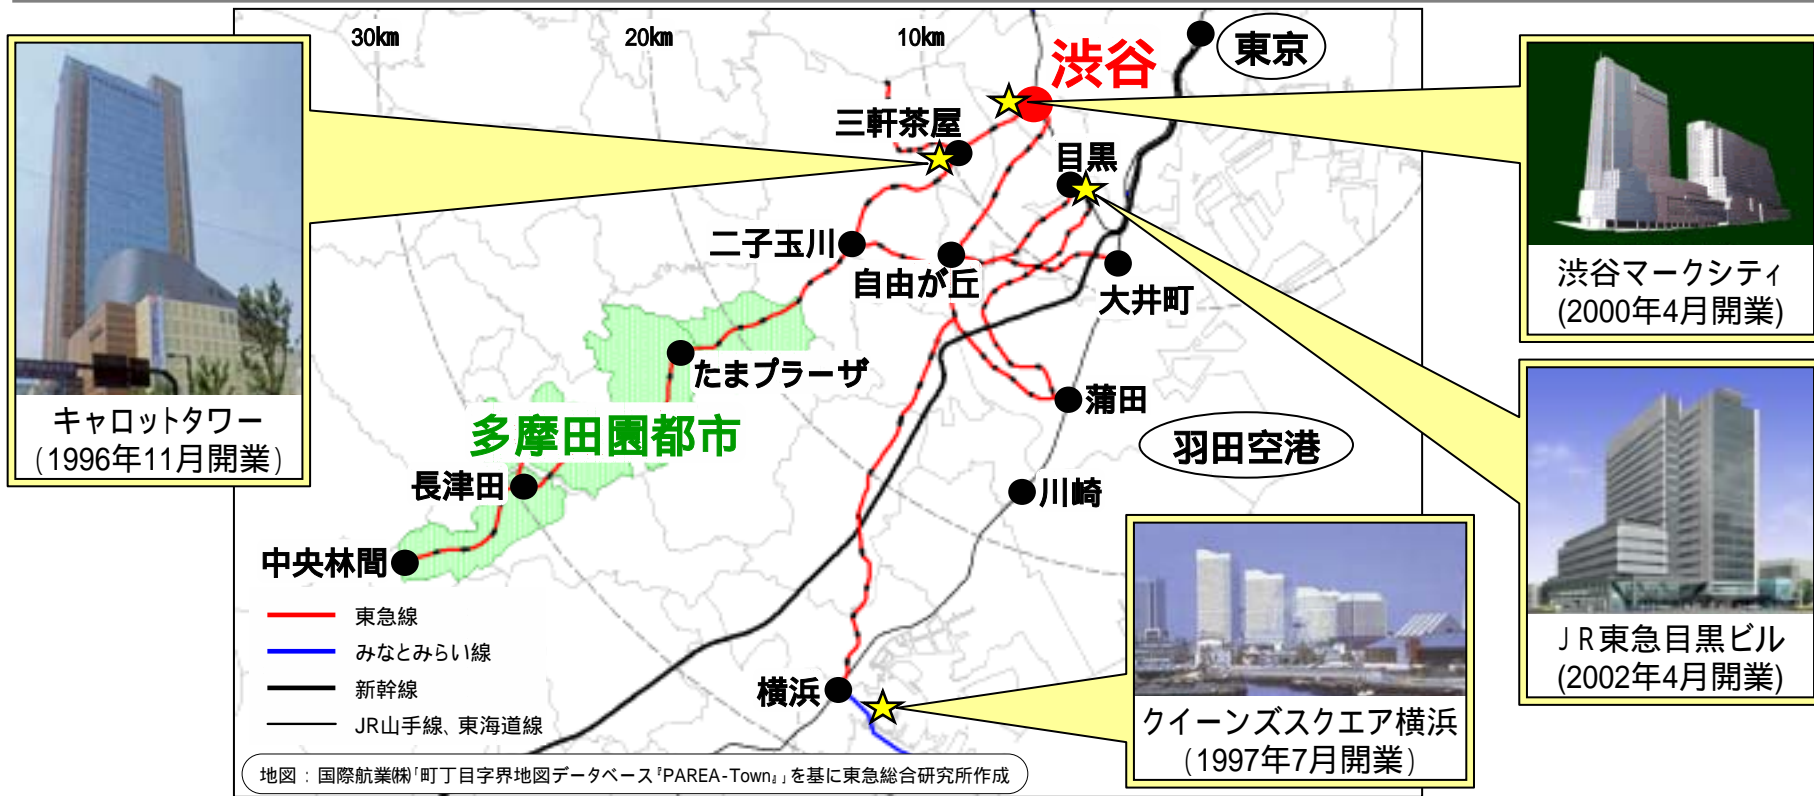 30km
20km
10km
渋谷
東京
三軒茶屋
目黒
二子玉川
自由が丘
大井町
たまプラーザ
蒲田
多摩田園都市
羽田空港
長津田
川崎
中央林間
横浜
東急線
みなとみらい線
新幹線
JR山手線、東海道線
地図：国際航業㈱「町丁目字界地図データベース『PAREA-Town』」を基に東急総合研究所作成
キャロットタワー
(1996年11月開業)
渋谷マークシティ
(2000年4月開業)
JR東急目黒ビル
(2002年4月開業)
クイーンズスクエア横浜
(1997年7月開業)